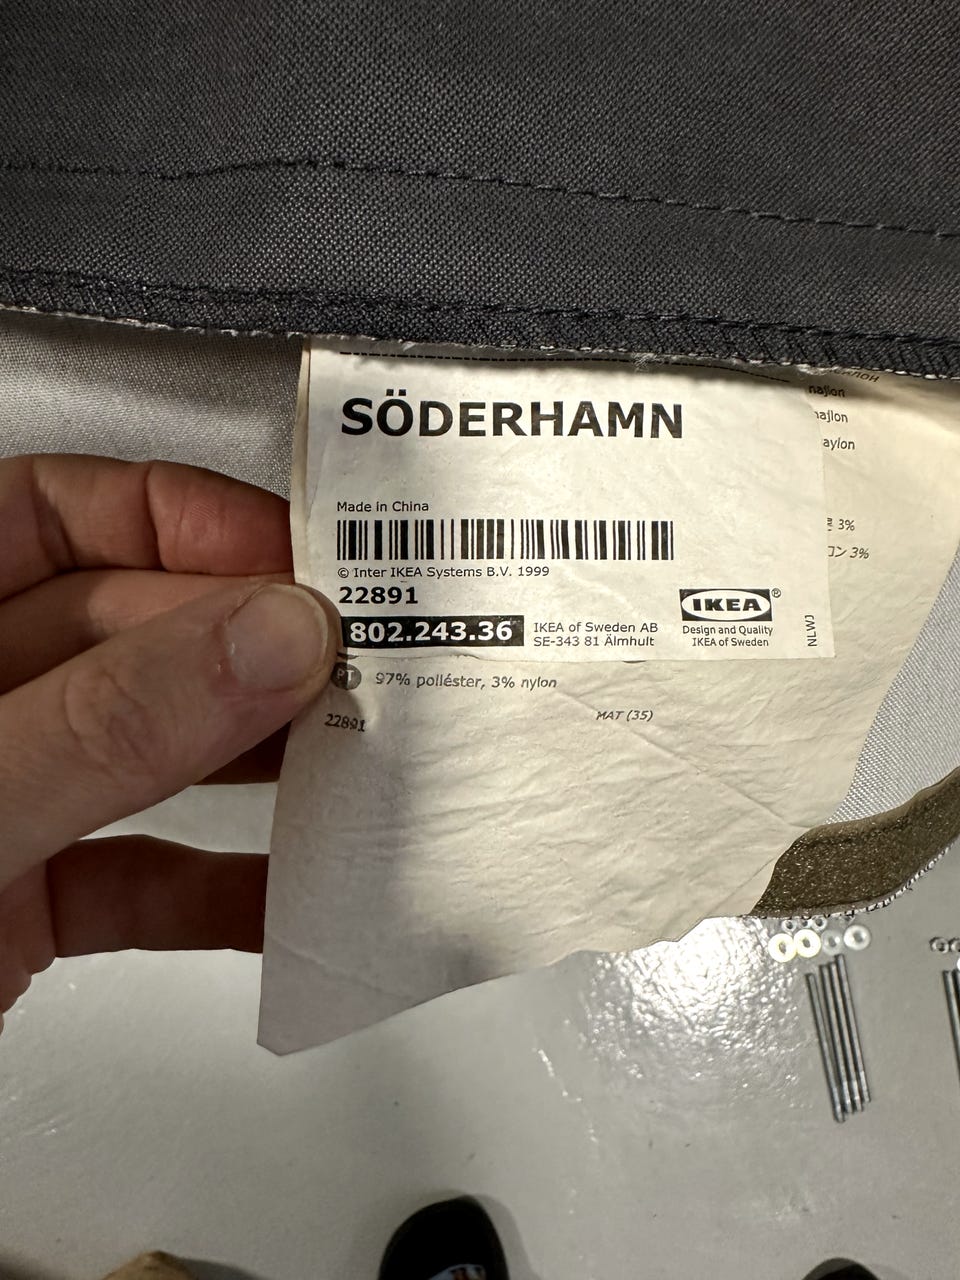 SÖDERHAMN
Made in China
© Inter IKEA Systems B.V. 1999
22891
802.243.36
IKEA of Sweden AB
SE-343 81 Älmhult
IKEA®
Design and Quality
IKEA of Sweden
NLWJ
najlon
najlon
3%
コン 3%
PT 97% poliéster, 3% nylon
22891
MAT (35)